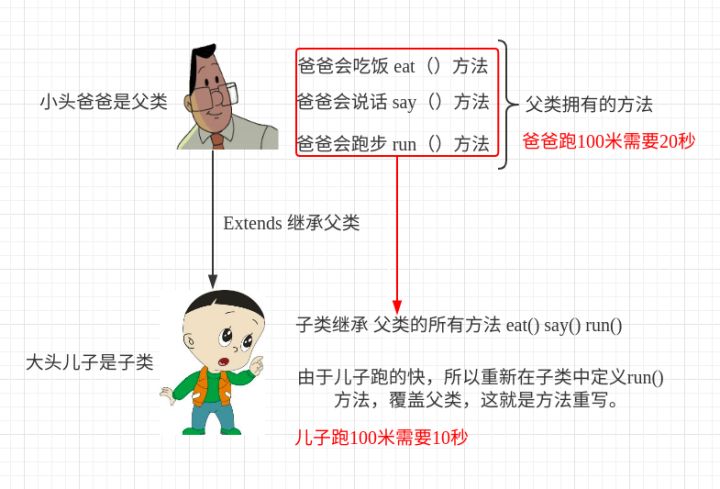 小头爸爸是父类
爸爸会吃饭 eat（）方法
爸爸会说话 say（）方法
爸爸会跑步 run（）方法
父类拥有的方法
爸爸跑100米需要20秒
Extends 继承父类
大头儿子是子类
子类继承 父类的所有方法 eat() say() run()
由于儿子跑的快，所以重新在子类中定义run()
方法，覆盖父类，这就是方法重写。
儿子跑100米需要10秒